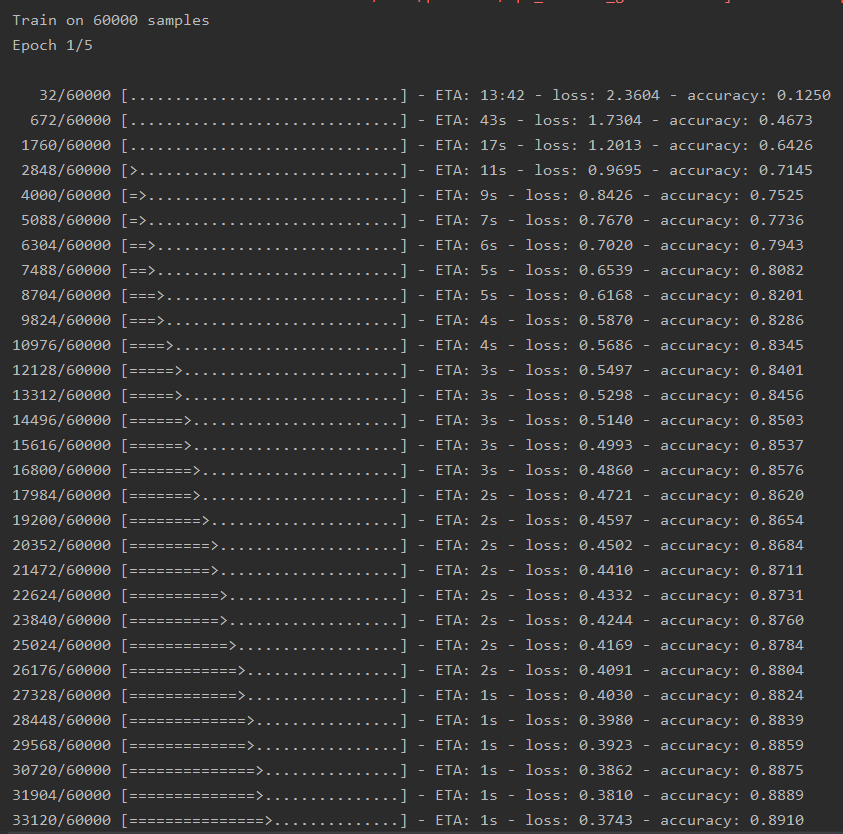 Train on 60000 samples
Epoch 1/5
32/60000 [..............................] - ETA: 13:42 - loss: 2.3604 - accuracy: 0.1250
672/60000 [..............................] - ETA: 43s - loss: 1.7304 - accuracy: 0.4673
1760/60000 [..............................] - ETA: 17s - loss: 1.2013 - accuracy: 0.6426
2848/60000 [>.............................] - ETA: 11s - loss: 0.9695 - accuracy: 0.7145
4000/60000 [=>............................] - ETA: 9s - loss: 0.8426 - accuracy: 0.7525
5088/60000 [=>............................] - ETA: 7s - loss: 0.7670 - accuracy: 0.7736
6304/60000 [==>...........................] - ETA: 6s - loss: 0.7020 - accuracy: 0.7943
7488/60000 [==>...........................] - ETA: 5s - loss: 0.6539 - accuracy: 0.8082
8704/60000 [===>..........................] - ETA: 5s - loss: 0.6168 - accuracy: 0.8201
9824/60000 [===>..........................] - ETA: 4s - loss: 0.5870 - accuracy: 0.8286
10976/60000 [====>.........................] - ETA: 4s - loss: 0.5686 - accuracy: 0.8345
12128/60000 [=====>........................] - ETA: 3s - loss: 0.5497 - accuracy: 0.8401
13312/60000 [=====>........................] - ETA: 3s - loss: 0.5298 - accuracy: 0.8456
14496/60000 [======>.......................] - ETA: 3s - loss: 0.5140 - accuracy: 0.8503
15616/60000 [======>.......................] - ETA: 3s - loss: 0.4993 - accuracy: 0.8537
16800/60000 [=======>......................] - ETA: 3s - loss: 0.4860 - accuracy: 0.8576
17984/60000 [=======>......................] - ETA: 2s - loss: 0.4721 - accuracy: 0.8620
19200/60000 [========>.....................] - ETA: 2s - loss: 0.4597 - accuracy: 0.8654
20352/60000 [=========>....................] - ETA: 2s - loss: 0.4502 - accuracy: 0.8684
21472/60000 [=========>....................] - ETA: 2s - loss: 0.4410 - accuracy: 0.8711
22624/60000 [==========>...................] - ETA: 2s - loss: 0.4332 - accuracy: 0.8731
23840/60000 [==========>...................] - ETA: 2s - loss: 0.4244 - accuracy: 0.8760
25024/60000 [===========>..................] - ETA: 2s - loss: 0.4169 - accuracy: 0.8784
26176/60000 [============>.................] - ETA: 2s - loss: 0.4091 - accuracy: 0.8804
27328/60000 [============>.................] - ETA: 1s - loss: 0.4030 - accuracy: 0.8824
28448/60000 [=============>................] - ETA: 1s - loss: 0.3980 - accuracy: 0.8839
29568/60000 [=============>................] - ETA: 1s - loss: 0.3923 - accuracy: 0.8859
30720/60000 [==============>...............] - ETA: 1s - loss: 0.3862 - accuracy: 0.8875
31904/60000 [==============>...............] - ETA: 1s - loss: 0.3810 - accuracy: 0.8889
33120/60000 [===============>..............] - ETA: 1s - loss: 0.3743 - accuracy: 0.8910